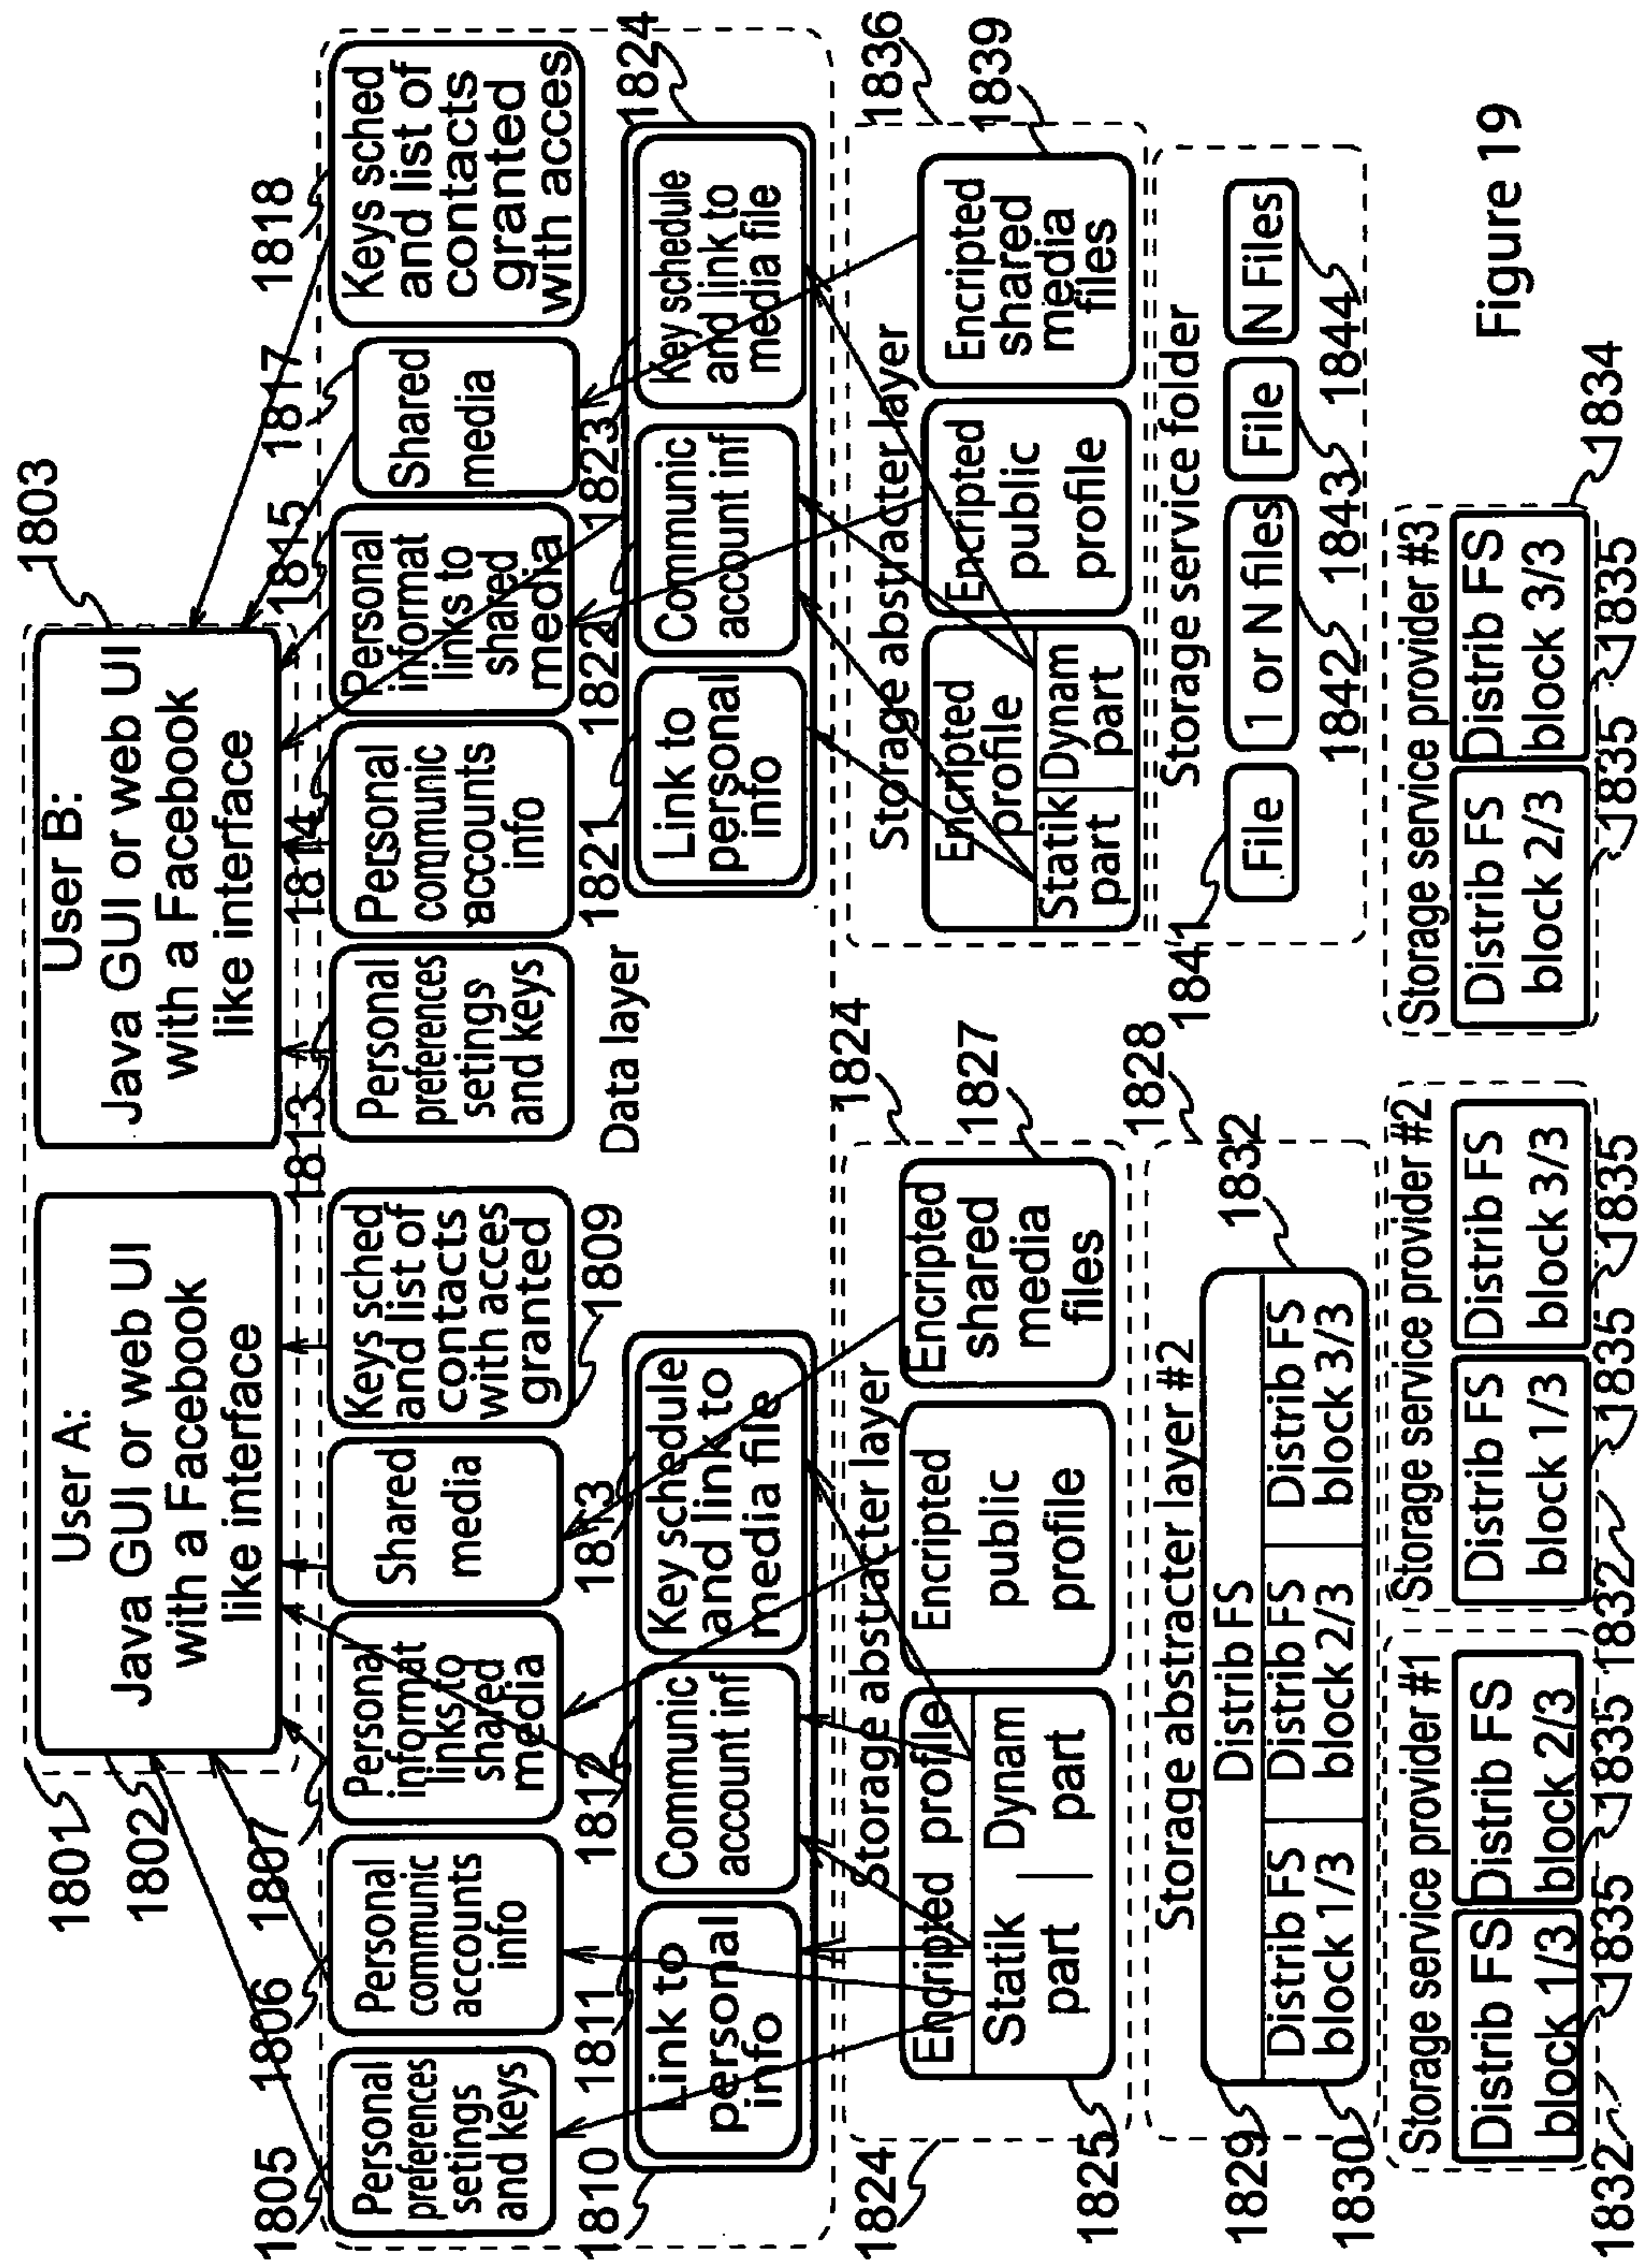 1801
1802
User A:
Java GUI or web UI
with a Facebook
like interface
User B:
Java GUI or web UI
with a Facebook
like interface
1803
1805
1806
1807
1813
1814
1815
1817
1818
Personal
preferences
setings
and keys
Personal
communic
accounts
info
Personal
informat
links to
shared
media
Shared
media
Keys sched
and list of
contacts
with acces
granted
1809
Personal
preferences
setings
and keys
Personal
communic
accounts
info
Personal
informat
links to
shared
media
Shared
media
Keys sched
and list of
contacts
granted
with acces
Data layer
1810
1811
1812
1813
Link to
personal
info
Communic
account inf
Key schedule
and link to
media file
1821
1822
1823
1824
Link to
personal
info
Communic
account inf
Key schedule
and link to
media file
1824
1824
Storage abstracter layer
Encripted profile
Statik
part
Dynam
part
Encripted
public
profile
Encripted
shared
media
files
1825
1827
1836
Storage abstracter layer
Encripted
profile
Statik
part
Dynam
part
Encripted
public
profile
Encripted
shared
media
files
1839
1828
Storage abstracter layer #2
Distrib FS
Distrib FS
block 1/3
Distrib FS
block 2/3
Distrib FS
block 3/3
1829
1830
1832
Storage service folder
1841
File
1 or N files
File
N Files
1842
1843
1844
Storage service provider #1
Distrib FS
block 1/3
Distrib FS
block 2/3
1832
1835
1835
Storage service provider #2
Distrib FS
block 1/3
Distrib FS
block 3/3
1832
1835
1835
Storage service provider #3
Distrib FS
block 2/3
Distrib FS
block 3/3
1834
1835
1835
Figure 19